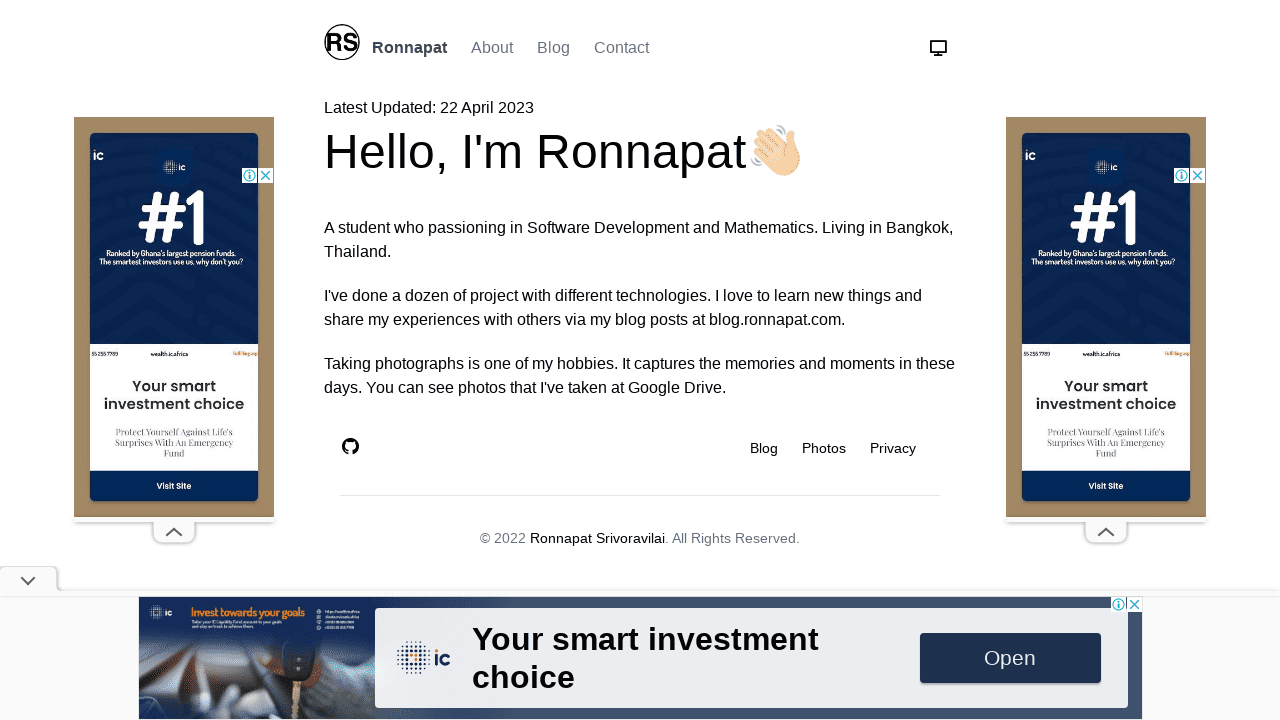 RS
Ronnapat About Blog Contact
Latest Updated: 22 April 2023
Hello, I'm Ronnapat
A student who passioning in Software Development and Mathematics. Living in Bangkok,
Thailand.
I've done a dozen of project with different technologies. I love to learn new things and
share my experiences with others via my blog posts at blog.ronnapat.com.
Taking photographs is one of my hobbies. It captures the memories and moments in these
days. You can see photos that I've taken at Google Drive.
Blog Photos Privacy
© 2022 Ronnapat Srivoravilai. All Rights Reserved.
ic
ic
#1
Ranked by Ghana's largest pension funds.
The smartest investors use us, why don't you?
wealth.ic.africa
Your smart
investment choice
Protect Yourself Against Life's
Surprises With An Emergency
Fund
Visit Site
ic
ic
#1
Ranked by Ghana's largest pension funds.
The smartest investors use us, why don't you?
wealth.ic.africa
Your smart
investment choice
Protect Yourself Against Life's
Surprises With An Emergency
Fund
Visit Site
ic
Invest towards your goals
ic
Your smart investment
choice
Open